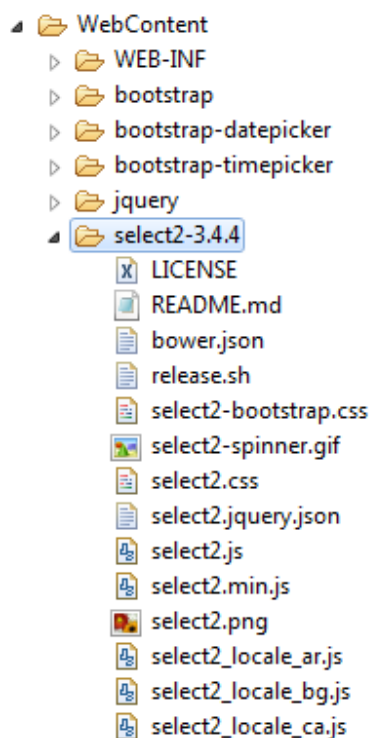 WebContent
WEB-INF
bootstrap
bootstrap-datepicker
bootstrap-timepicker
jquery
select2-3.4.4
LICENSE
README.md
bower.json
release.sh
select2-bootstrap.css
select2-spinner.gif
select2.css
select2.jquery.json
select2.js
select2.min.js
select2.png
select2_locale_ar.js
select2_locale_bg.js
select2_locale_ca.js